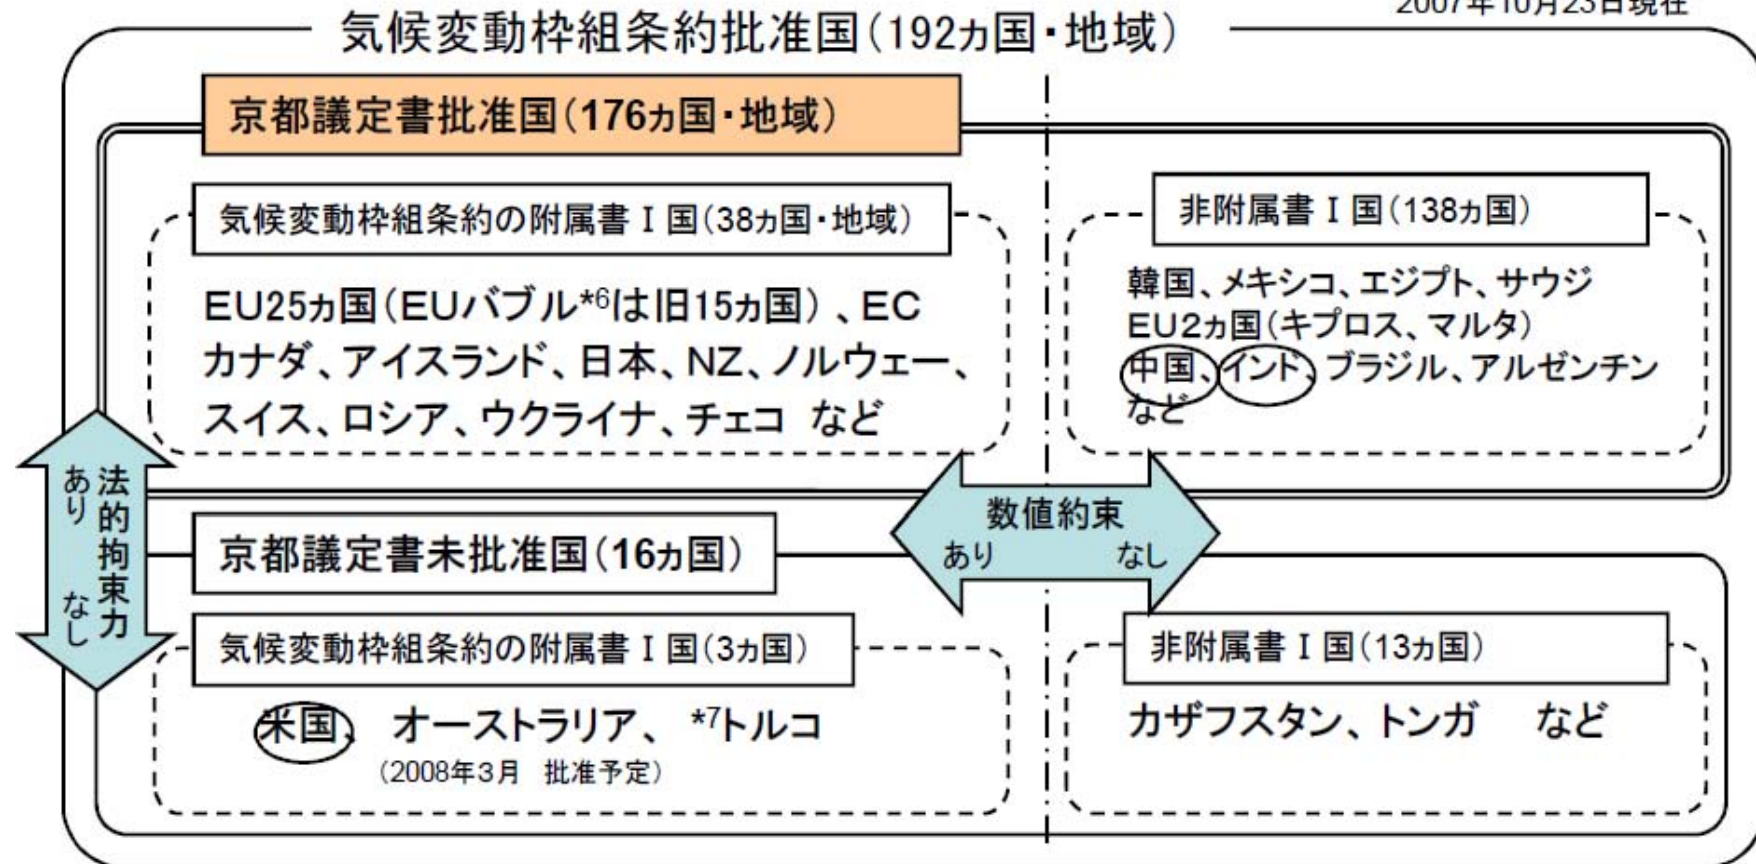 2007年10月23日現在
気候変動枠組条約批准国(192ヵ国・地域)
京都議定書批准国(176ヵ国・地域)
気候変動枠組条約の附属書Ⅰ国(38ヵ国・地域)
EU25ヵ国(EUバブル*6は旧15ヵ国)、EC
カナダ、アイスランド、日本、NZ、ノルウェー、
スイス、ロシア、ウクライナ、チェコ など
非附属書Ⅰ国(138ヵ国)
韓国、メキシコ、エジプト、サウジ
EU2ヵ国(キプロス、マルタ)
中国、インド、ブラジル、アルゼンチン
など
法的拘束力
あり なし
数値約束
あり なし
京都議定書未批准国(16ヵ国)
気候変動枠組条約の附属書Ⅰ国(3ヵ国)
米国、 オーストラリア、 *7トルコ
(2008年3月 批准予定)
非附属書Ⅰ国(13ヵ国)
カザフスタン、トンガ など